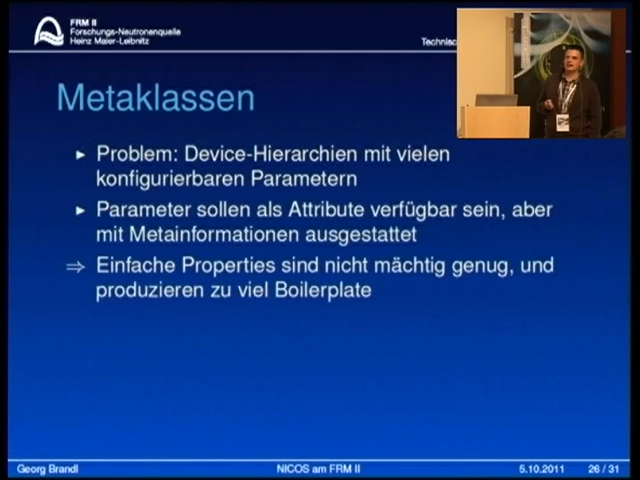 FRM II
Forschungs-Neutronenquelle
Heinz Maier-Leibnitz
Technisc
Metaklassen
Problem: Device-Hierarchien mit vielen
konfigurierbaren Parametern
Parameter sollen als Attribute verfügbar sein, aber
mit Metainformationen ausgestattet
⇒ Einfache Properties sind nicht mächtig genug, und
produzieren zu viel Boilerplate
Georg Brandl
NICOS am FRM II
5.10.2011
26 / 31